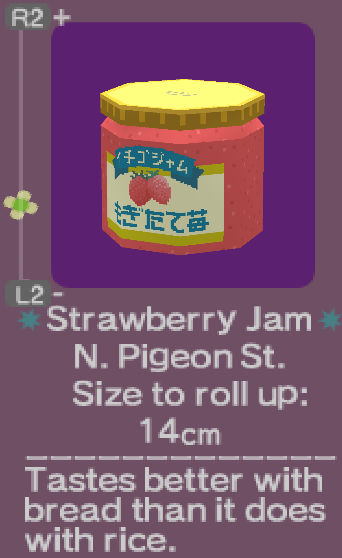 R2 +
イチゴジャム
もぎたて苺
L2 -
Strawberry Jam
N. Pigeon St.
Size to roll up:
14cm
Tastes better with
bread than it does
with rice.